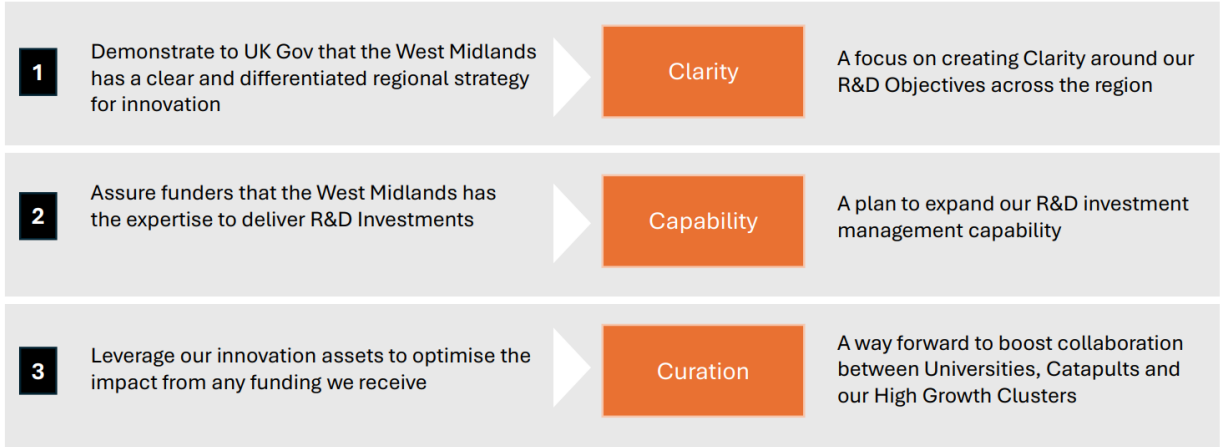 1
Demonstrate to UK Gov that the West Midlands
has a clear and differentiated regional strategy
for innovation
Clarity
A focus on creating Clarity around our
R&D Objectives across the region
2
Assure funders that the West Midlands has
the expertise to deliver R&D Investments
Capability
A plan to expand our R&D investment
management capability
3
Leverage our innovation assets to optimise the
impact from any funding we receive
Curation
A way forward to boost collaboration
between Universities, Catapults and
our High Growth Clusters